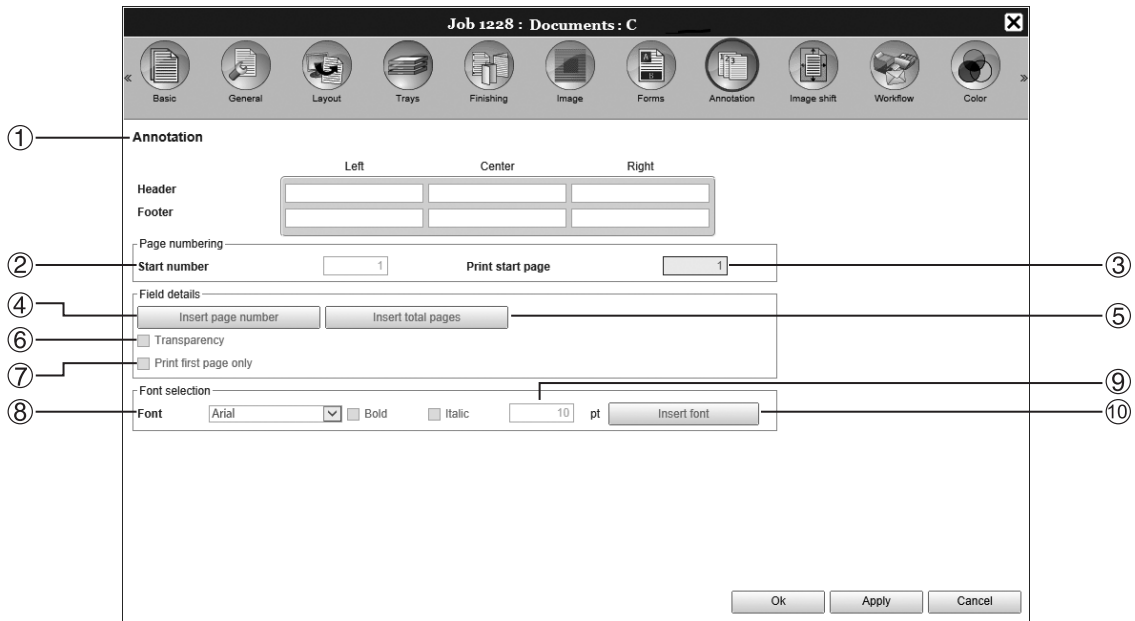 Job 1228 : Documents : C
« Basic General Layout Trays Finishing Image Forms Annotation Image shift Workflow Color »
① Annotation
Left Center Right
Header
Footer
Page numbering
② Start number 1 Print start page 1 ③
Field details
④ Insert page number Insert total pages ⑤
⑥ Transparency
⑦ Print first page only
Font selection ⑨
⑧ Font Arial Bold Italic 10 pt Insert font ⑩
Ok Apply Cancel